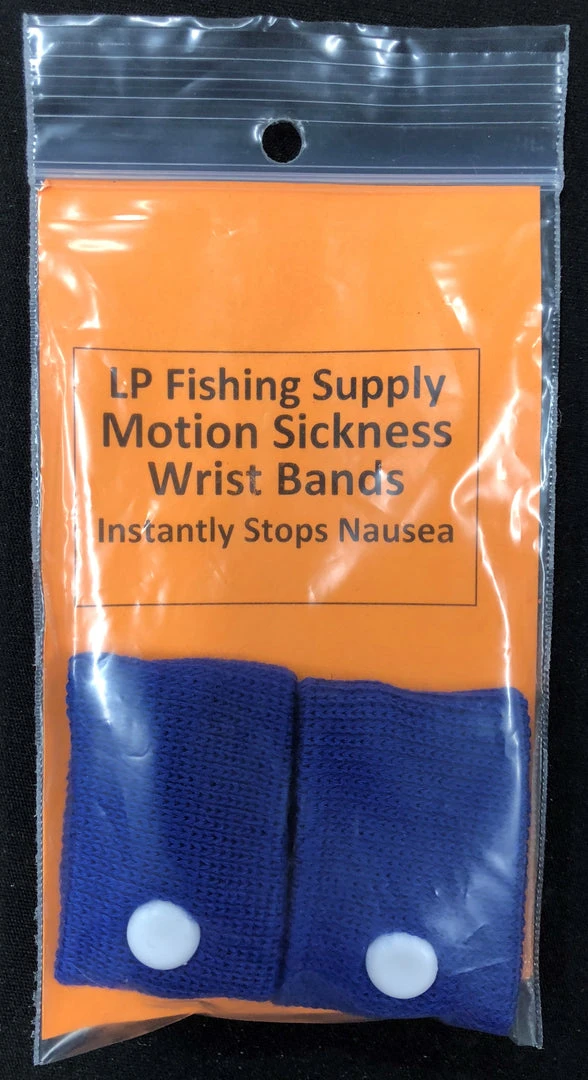 LP Fishing Supply
Motion Sickness
Wrist Bands
Instantly Stops Nausea